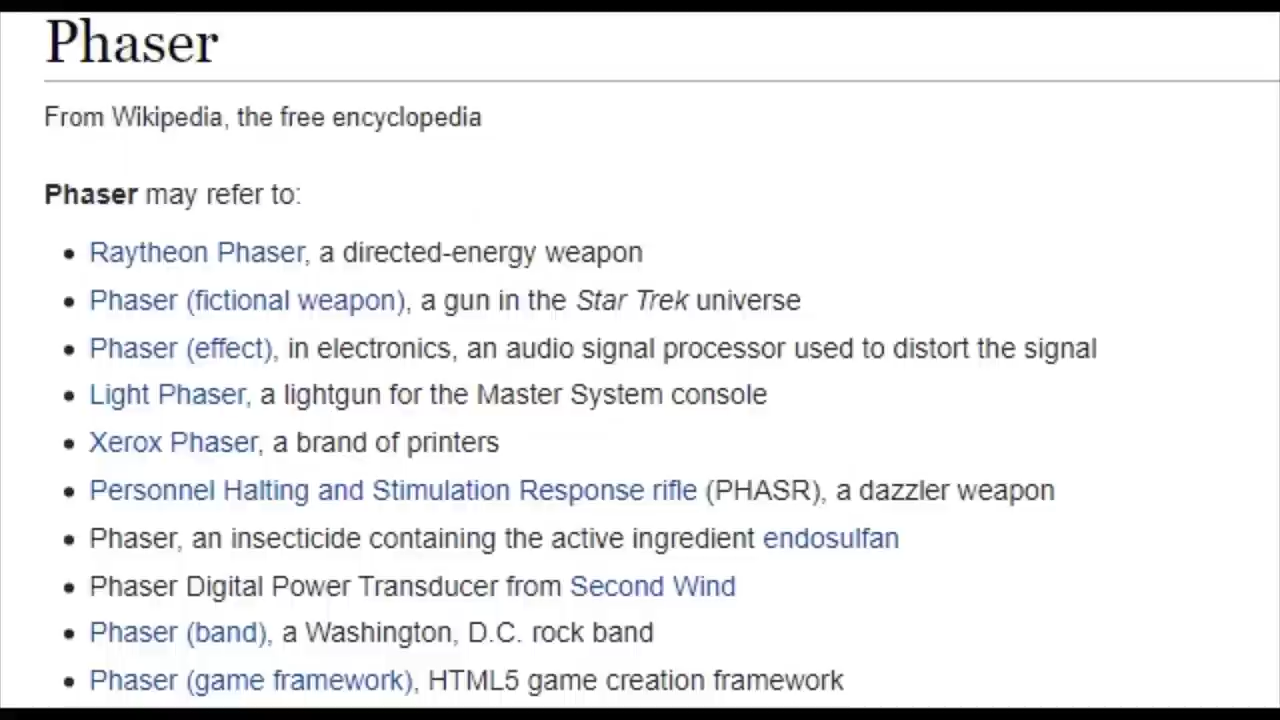 Phaser
From Wikipedia, the free encyclopedia
Phaser may refer to:
Raytheon Phaser, a directed-energy weapon
Phaser (fictional weapon), a gun in the Star Trek universe
Phaser (effect), in electronics, an audio signal processor used to distort the signal
Light Phaser, a lightgun for the Master System console
Xerox Phaser, a brand of printers
Personnel Halting and Stimulation Response rifle (PHASR), a dazzler weapon
Phaser, an insecticide containing the active ingredient endosulfan
Phaser Digital Power Transducer from Second Wind
Phaser (band), a Washington, D.C. rock band
Phaser (game framework), HTML5 game creation framework